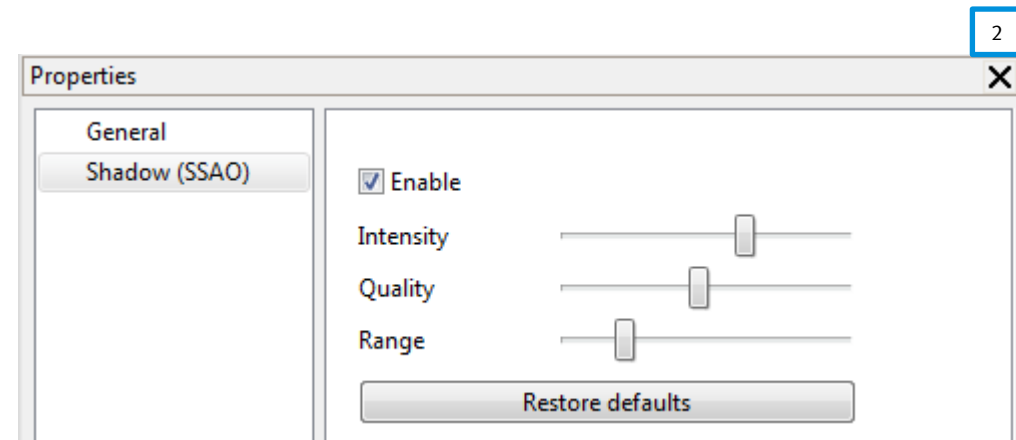 2
Properties
General
Shadow (SSAO)
Enable
Intensity
Quality
Range
Restore defaults